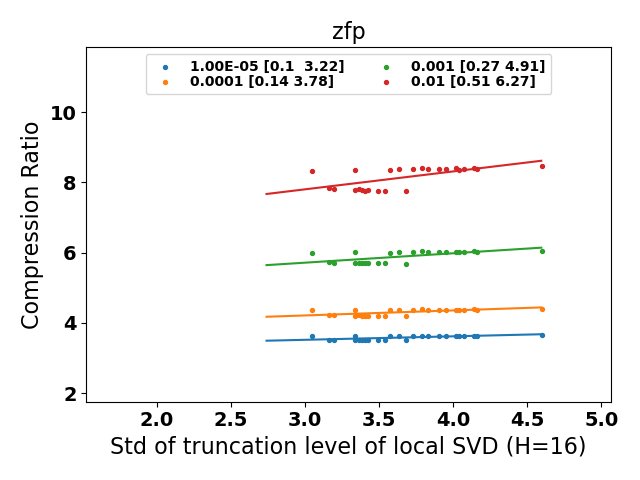 zfp
1.00E-05 [0.1  3.22]
0.0001 [0.14 3.78]
0.001 [0.27 4.91]
0.01 [0.51 6.27]
Compression Ratio
10
8
6
4
2
2.0 2.5 3.0 3.5 4.0 4.5 5.0
Std of truncation level of local SVD (H=16)